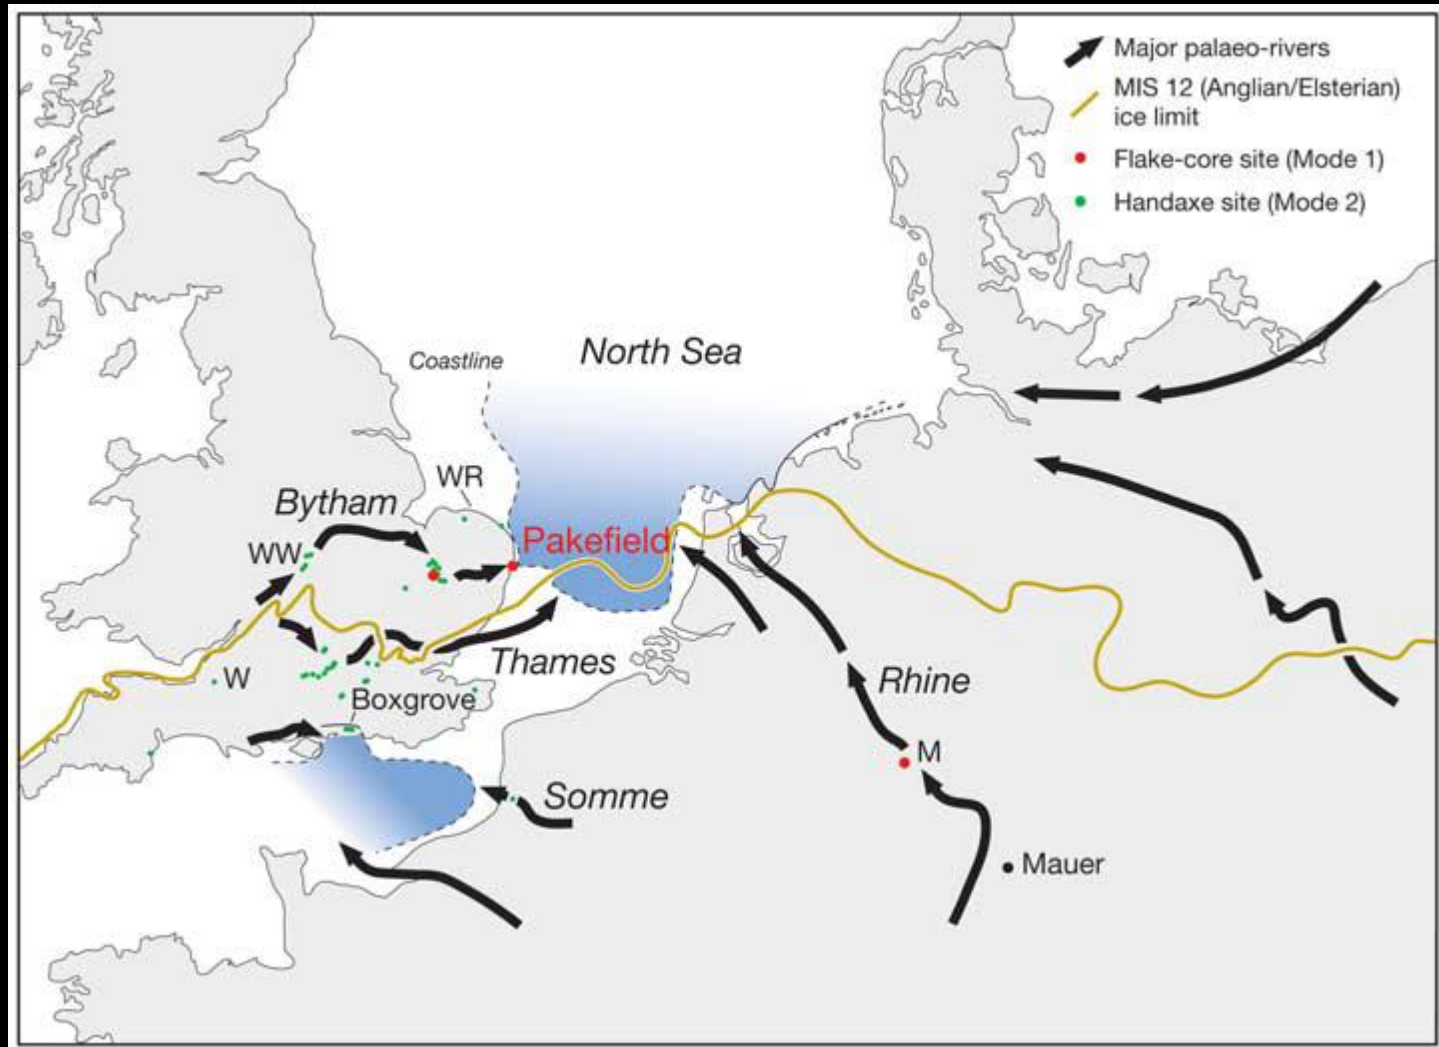 Major palaeo-rivers
MIS 12 (Anglian/Elsterian)
ice limit
Flake-core site (Mode 1)
Handaxe site (Mode 2)
North Sea
Coastline
WR
Bytham
WW
Pakefield
Thames
W
Boxgrove
Rhine
M
Somme
Mauer